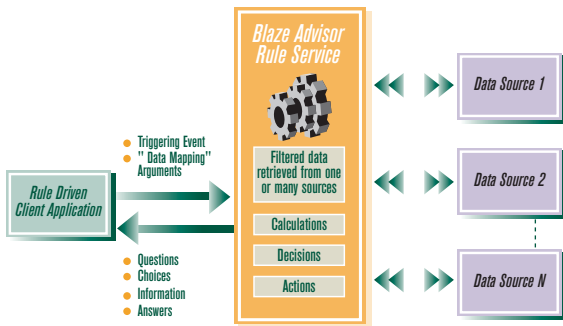 Blaze Advisor
Rule Service
Data Source 1
Triggering Event
" Data Mapping"
Arguments
Filtered data
retrieved from one
or many sources
Data Source 2
Rule Driven
Client Application
Calculations
Decisions
Actions
Questions
Choices
Information
Answers
Data Source N